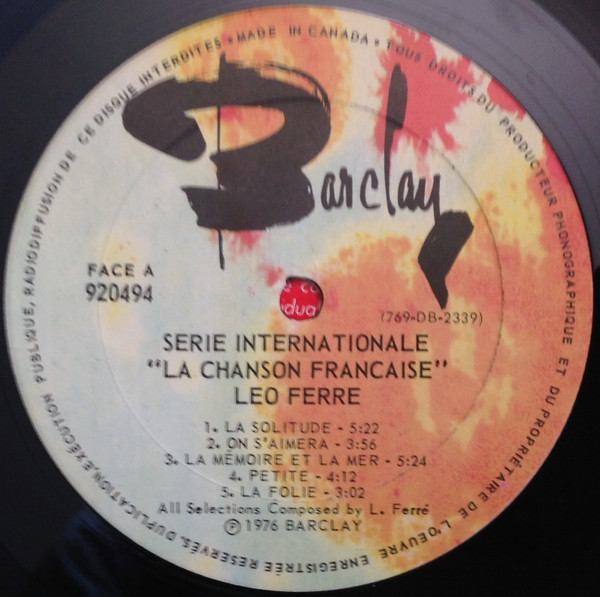 TOUS DROITS DU PRODUCTEUR PHONOGRAPHIQUE ET DU PROPRIÉTAIRE DE L'OEUVRE ENREGISTRÉE RÉSERVÉS, DUPLICATION, EXÉCUTION PUBLIQUE, RADIODIFFUSION DE CE DISQUE INTERDITES • MADE IN CANADA •
Barclay
FACE A
920494
(769-DB-2339)
SERIE INTERNATIONALE
"LA CHANSON FRANCAISE"
LEO FERRE
1. LA SOLITUDE - 5:22
2. ON S'AIMERA - 3:56
3. LA MÉMOIRE ET LA MER - 5:24
4. PETITE - 4:12
5. LA FOLIE - 3:02
All Selections Composed by L. Ferré
Ⓟ 1976 BARCLAY